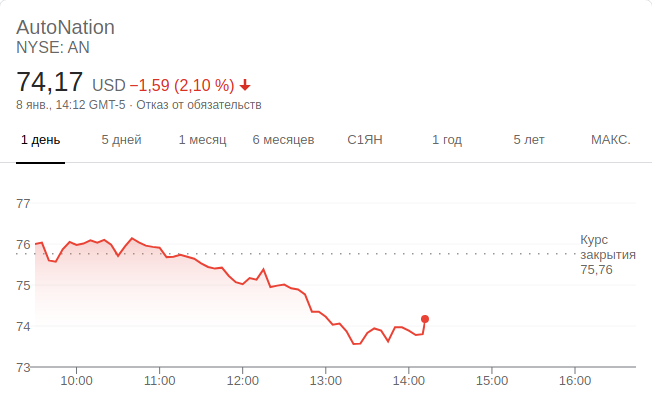 AutoNation
NYSE: AN
74,17 USD −1,59 (2,10 %)
8 янв., 14:12 GMT-5 · Отказ от обязательств
1 день 5 дней 1 месяц 6 месяцев С1ЯН 1 год 5 лет МАКС.
77
76
Курс
закрытия
75,76
75
74
73
10:00 11:00 12:00 13:00 14:00 15:00 16:00